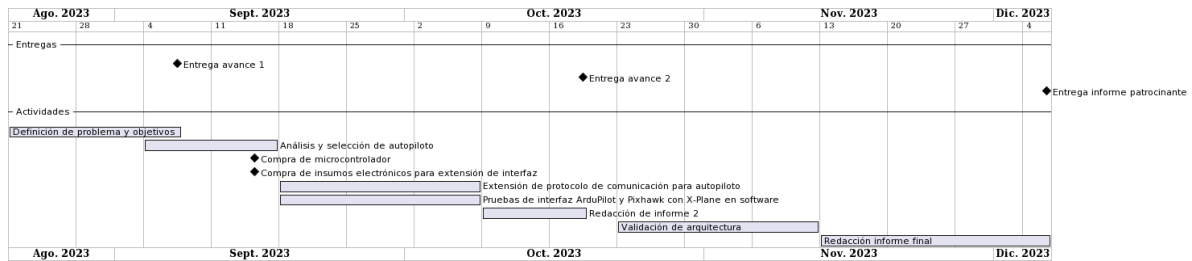 Ago. 2023 Sept. 2023 Oct. 2023 Nov. 2023 Dic. 2023
21 28 4 11 18 25 2 9 16 23 30 6 13 20 27 4
Entregas
Entrega avance 1
Entrega avance 2
Entrega informe patrocinante
Actividades
Definición de problema y objetivos
Análisis y selección de autopiloto
Compra de microcontrolador
Compra de insumos electrónicos para extensión de interfaz
Extensión de protocolo de comunicación para autopiloto
Pruebas de interfaz ArduPilot y Pixhawk con X-Plane en software
Redacción de informe 2
Validación de arquitectura
Redacción informe final
Ago. 2023 Sept. 2023 Oct. 2023 Nov. 2023 Dic. 2023